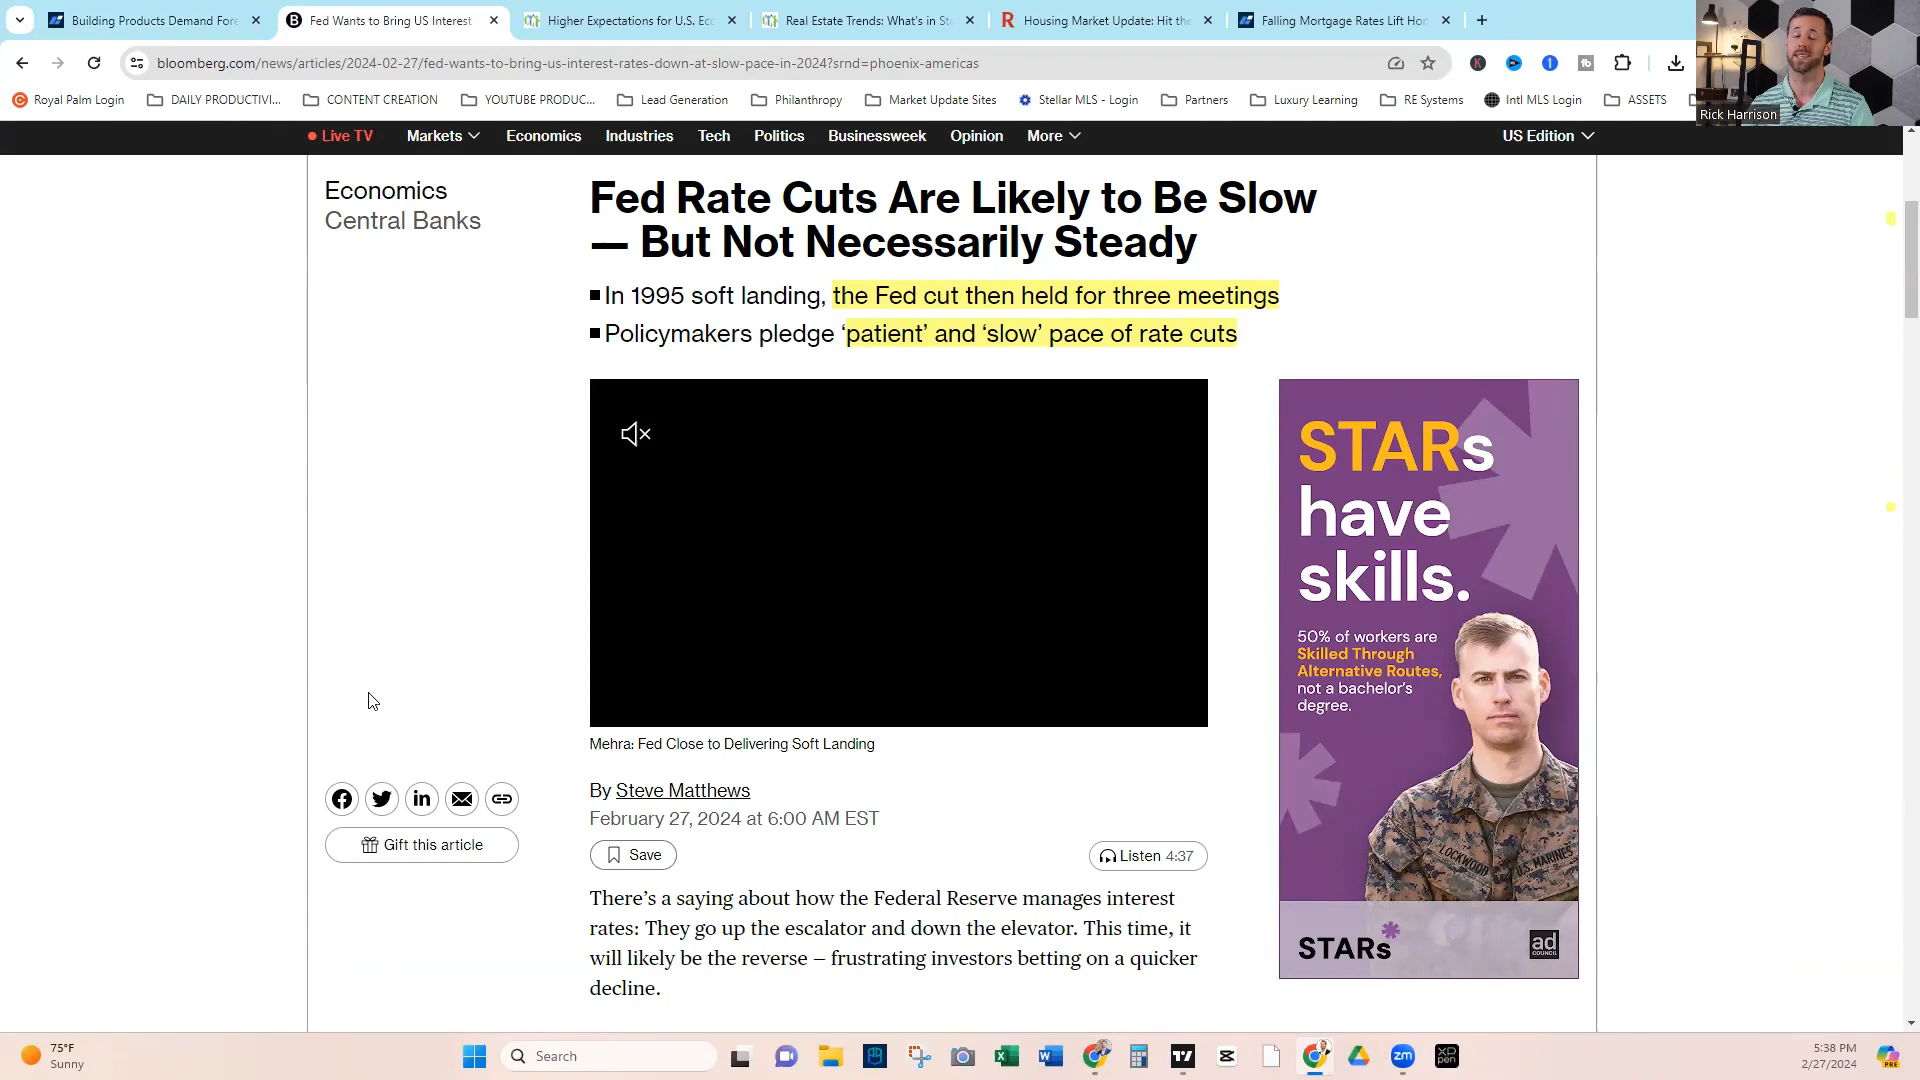 Building Products Demand Fore
Fed Wants to Bring US Interest
Higher Expectations for U.S. Ec
Real Estate Trends: What's in St
Housing Market Update: Hit the
Falling Mortgage Rates Lift Hon
bloomberg.com/news/articles/2024-02-27/fed-wants-to-bring-us-interest-rates-down-at-slow-pace-in-2024?srnd=phoenix-americas
Royal Palm Login
DAILY PRODUCTIVI...
CONTENT CREATION
YOUTUBE PRODUC...
Lead Generation
Philanthropy
Market Update Sites
Stellar MLS - Login
Partners
Luxury Learning
RE Systems
Intl MLS Login
ASSETS
Rick Harrison
Live TV
Markets
Economics
Industries
Tech
Politics
Businessweek
Opinion
More
US Edition
Economics
Central Banks
Fed Rate Cuts Are Likely to Be Slow
— But Not Necessarily Steady
In 1995 soft landing, the Fed cut then held for three meetings
Policymakers pledge ‘patient’ and ‘slow’ pace of rate cuts
Mehra: Fed Close to Delivering Soft Landing
By Steve Matthews
February 27, 2024 at 6:00 AM EST
Gift this article
Save
Listen 4:37
There’s a saying about how the Federal Reserve manages interest
rates: They go up the escalator and down the elevator. This time, it
will likely be the reverse – frustrating investors betting on a quicker
decline.
STARs
have
skills.
50% of workers are
Skilled Through
Alternative Routes,
not a bachelor’s
degree.
LOCKWOOD
U.S. MARINES
STARs
ad
COUNCIL
75°F
Sunny
Search
zm
XP
PEN
5:38 PM
2/27/2024
PRE